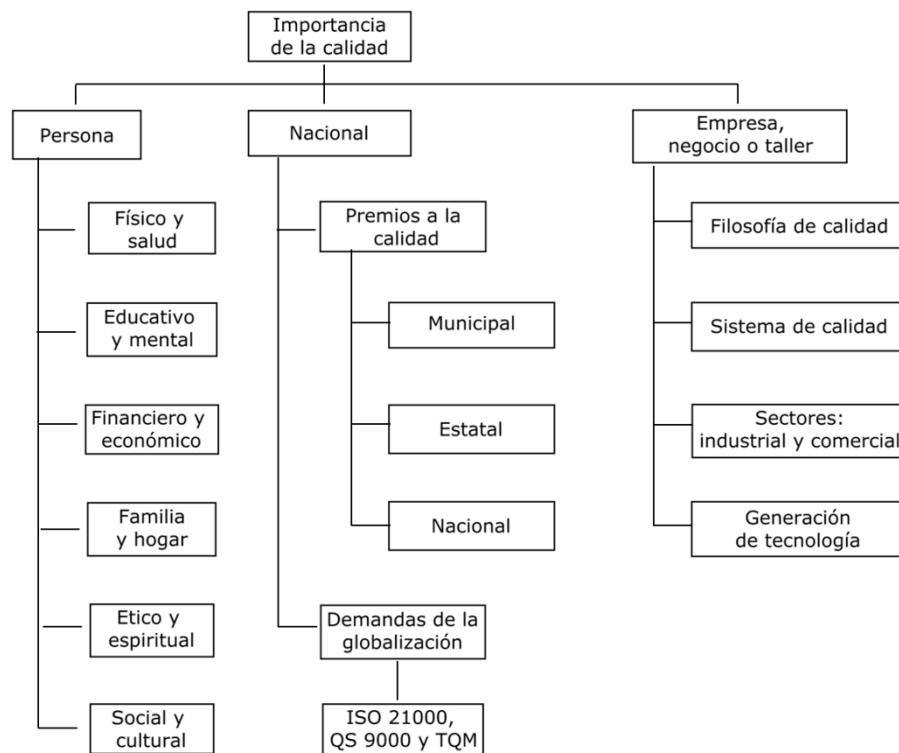 Importancia
de la calidad
Persona
Nacional
Empresa,
negocio o taller
Físico y
salud
Educativo
y mental
Financiero y
económico
Familia
y hogar
Etico y
espiritual
Social y
cultural
Premios a la
calidad
Municipal
Estatal
Nacional
Demandas de la
globalización
ISO 21000,
QS 9000 y TQM
Filosofía de calidad
Sistema de calidad
Sectores:
industrial y comercial
Generación
de tecnología